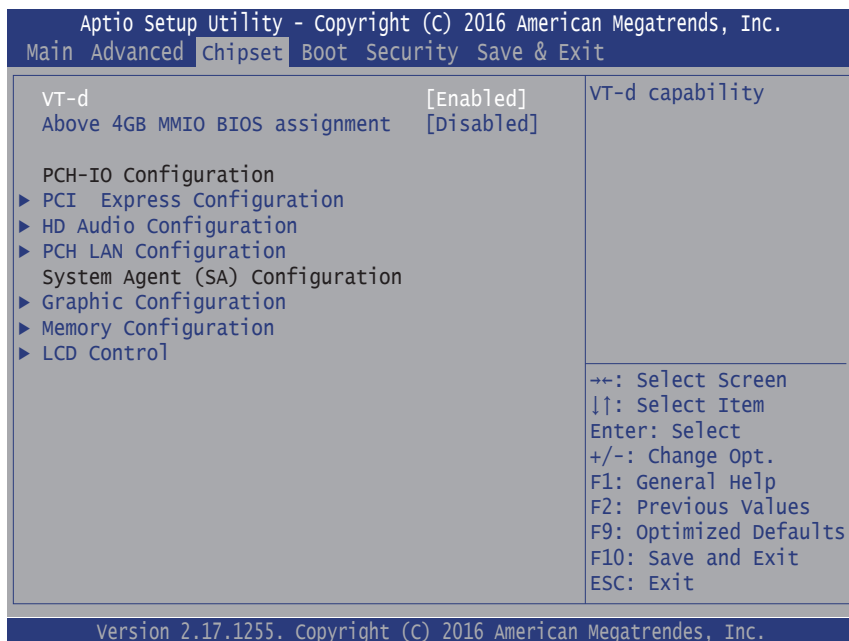 Aptio Setup Utility - Copyright (C) 2016 American Megatrends, Inc.
Main Advanced Chipset Boot Security Save & Exit
VT-d [Enabled]
Above 4GB MMIO BIOS assignment [Disabled]
PCH-IO Configuration
▶ PCI Express Configuration
▶ HD Audio Configuration
▶ PCH LAN Configuration
System Agent (SA) Configuration
▶ Graphic Configuration
▶ Memory Configuration
▶ LCD Control
VT-d capability
→←: Select Screen
↓↑: Select Item
Enter: Select
+/-: Change Opt.
F1: General Help
F2: Previous Values
F9: Optimized Defaults
F10: Save and Exit
ESC: Exit
Version 2.17.1255. Copyright (C) 2016 American Megatrendes, Inc.